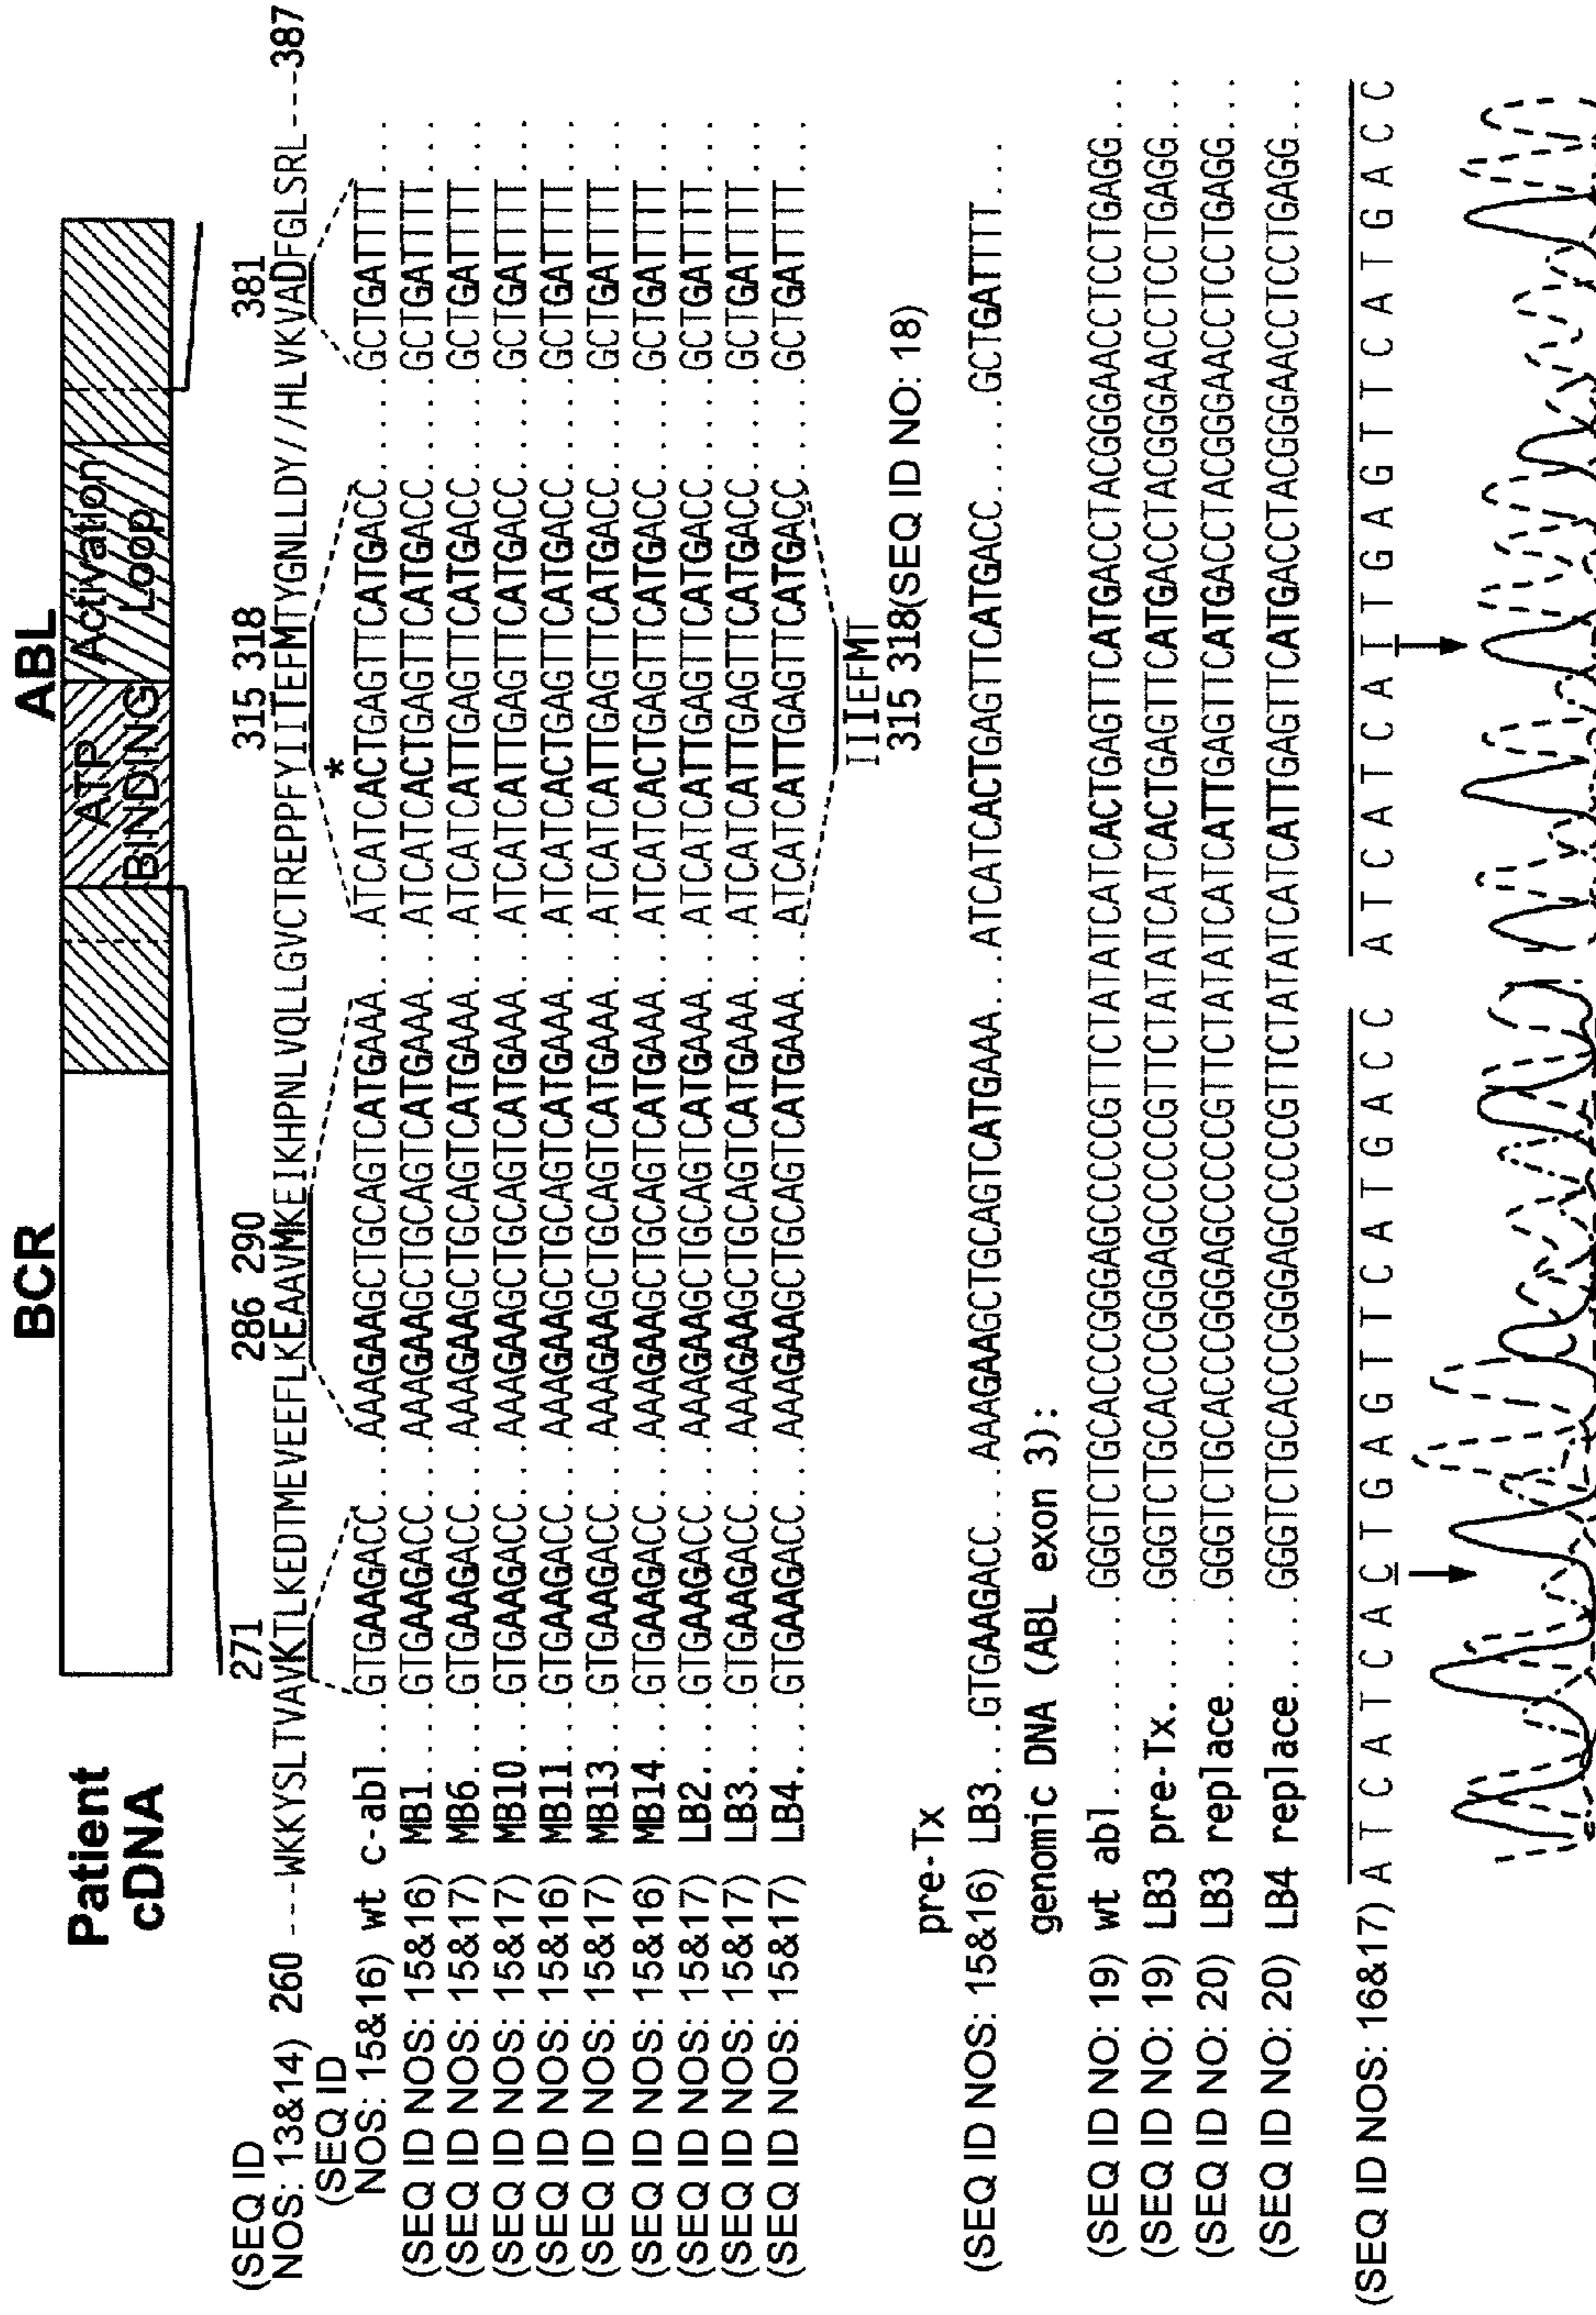 BCR
ABL
Patient
cDNA
ATP
BINDING
Activation
Loop
271
286 290
315 318
381
(SEQ ID
NOS: 13&14) 260 ---WKKYSLTVAVKTLKEDTMEVEEFLKEAAVMKEIKHPNLVQLLGVCTREPPFYIITEFMTYGNLLDY//HLVKVADFGLSRL---387
(SEQ ID
*
NOS: 15&16) wt c-abl...GTGAAGACC...AAAGAAGCTGCAGTCATGAAA...ATCATCACTGAGTTCATGACC.....GCTGATTTT...
(SEQ ID NOS: 15&16) MB1....GTGAAGACC...AAAGAAGCTGCAGTCATGAAA...ATCATCACTGAGTTCATGACC.....GCTGATTTT...
(SEQ ID NOS: 15&17) MB6....GTGAAGACC...AAAGAAGCTGCAGTCATGAAA...ATCATCATTGAGTTCATGACC.....GCTGATTTT...
(SEQ ID NOS: 15&17) MB10...GTGAAGACC...AAAGAAGCTGCAGTCATGAAA...ATCATCATTGAGTTCATGACC.....GCTGATTTT...
(SEQ ID NOS: 15&16) MB11...GTGAAGACC...AAAGAAGCTGCAGTCATGAAA...ATCATCACTGAGTTCATGACC.....GCTGATTTT...
(SEQ ID NOS: 15&17) MB13...GTGAAGACC...AAAGAAGCTGCAGTCATGAAA...ATCATCATTGAGTTCATGACC.....GCTGATTTT...
(SEQ ID NOS: 15&16) MB14...GTGAAGACC...AAAGAAGCTGCAGTCATGAAA...ATCATCACTGAGTTCATGACC.....GCTGATTTT...
(SEQ ID NOS: 15&17) LB2....GTGAAGACC...AAAGAAGCTGCAGTCATGAAA...ATCATCATTGAGTTCATGACC.....GCTGATTTT...
(SEQ ID NOS: 15&17) LB3....GTGAAGACC...AAAGAAGCTGCAGTCATGAAA...ATCATCATTGAGTTCATGACC.....GCTGATTTT...
(SEQ ID NOS: 15&17) LB4....GTGAAGACC...AAAGAAGCTGCAGTCATGAAA...ATCATCATTGAGTTCATGACC.....GCTGATTTT...
IIIEFMT
315 318(SEQ ID NO: 18)
pre-Tx
(SEQ ID NOS: 15&16) LB3...GTGAAGACC...AAAGAAGCTGCAGTCATGAAA...ATCATCACTGAGTTCATGACC.....GCTGATTTT...
genomic DNA (ABL exon 3):
(SEQ ID NO: 19) wt abl.........GGGTCTGCACCCGGGAGCCCCCGTTCTATATCATCACTGAGTTCATGACCTACGGGAACCTCCTGAGG...
(SEQ ID NO: 19) LB3 pre-Tx.....GGGTCTGCACCCGGGAGCCCCCGTTCTATATCATCACTGAGTTCATGACCTACGGGAACCTCCTGAGG...
(SEQ ID NO: 20) LB3 replace....GGGTCTGCACCCGGGAGCCCCCGTTCTATATCATCATTGAGTTCATGACCTACGGGAACCTCCTGAGG...
(SEQ ID NO: 20) LB4 replace....GGGTCTGCACCCGGGAGCCCCCGTTCTATATCATCATTGAGTTCATGACCTACGGGAACCTCCTGAGG...
(SEQ ID NOS: 16&17) A T C A T C A C T G A G T T C A T G A C C A T C A T C A T T G A G T T C A T G A C C